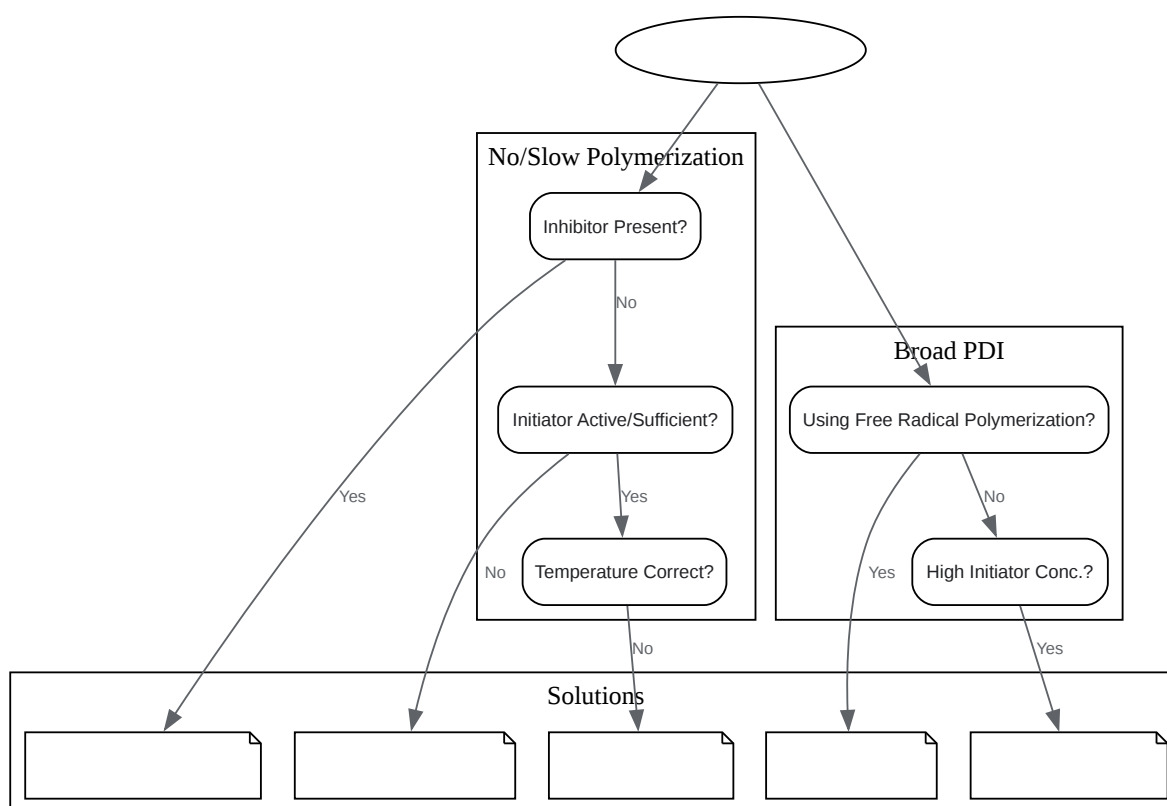 No/Slow Polymerization
Inhibitor Present?
No
Broad PDI
Initiator Active/Sufficient?
Using Free Radical Polymerization?
Yes
Yes
No
Temperature Correct?
High Initiator Conc.?
No
Yes
No
Yes
Solutions